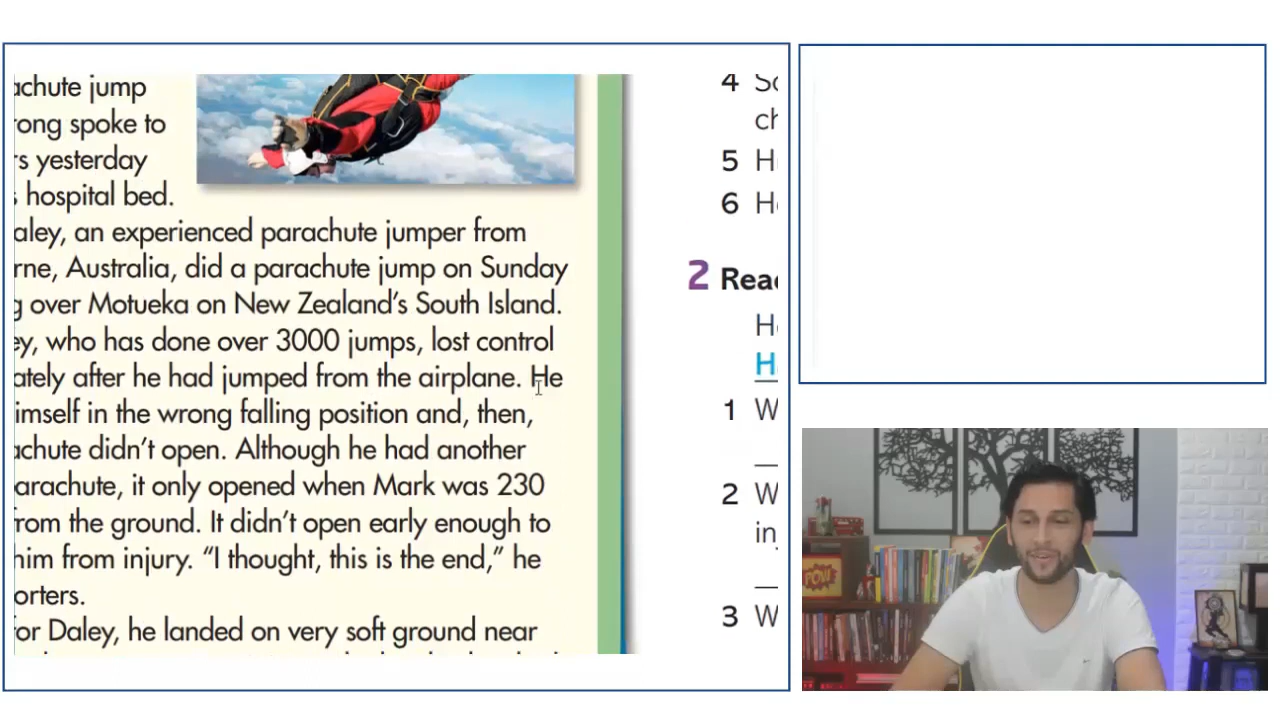 achute jump
rong spoke to
rs yesterday
s hospital bed.
aley, an experienced parachute jumper from
rne, Australia, did a parachute jump on Sunday
g over Motueka on New Zealand's South Island.
ey, who has done over 3000 jumps, lost control
ately after he had jumped from the airplane. He
imself in the wrong falling position and, then,
achute didn't open. Although he had another
arachute, it only opened when Mark was 230
from the ground. It didn't open early enough to
him from injury. “I thought, this is the end,” he
orters.
for Daley, he landed on very soft ground near
4 So
ch
5 H
6 He
2 Read
H
H
1 W
2 W
in
3 W
POW